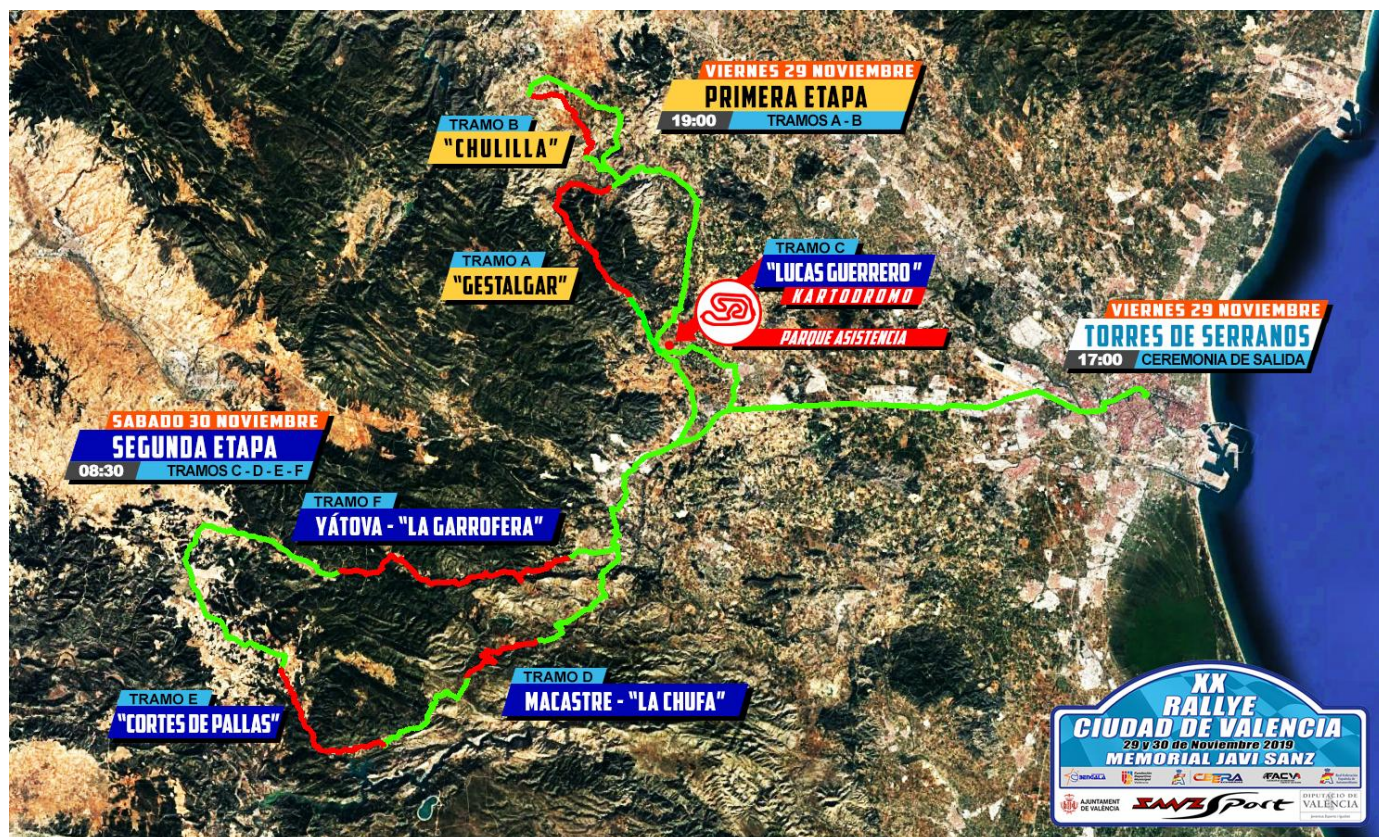 VIERNES 29 NOVIEMBRE
PRIMERA ETAPA
19:00 TRAMOS A - B
TRAMO B
"CHULILLA"
TRAMO A
"GESTALGAR"
TRAMO C
"LUCAS GUERRERO"
KARTODROMO
PARQUE ASISTENCIA
VIERNES 29 NOVIEMBRE
TORRES DE SERRANOS
17:00 CEREMONIA DE SALIDA
SABADO 30 NOVIEMBRE
SEGUNDA ETAPA
08:30 TRAMOS C - D - E - F
TRAMO F
YÁTOVA - "LA GARROFERA"
TRAMO D
MACASTRE - "LA CHUFA"
TRAMO E
"CORTES DE PALLAS"
XX
RALLYE
CIUDAD DE VALENCIA
29 y 30 de Noviembre 2019
MEMORIAL JAVI SANZ
BENGALA
CEERA
FACVA
AJUNTAMENT
DE VALÈNCIA
SANZ Sport
DIPUTACIÓ DE
VALÈNCIA